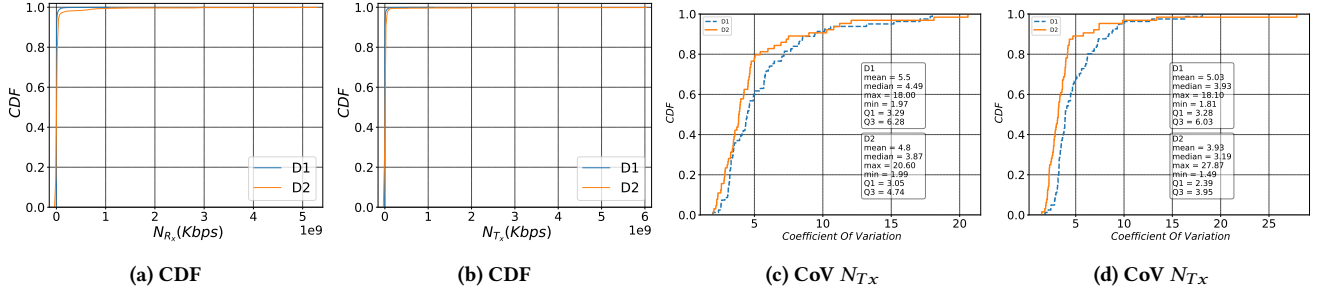 1.0
0.8
0.6
0.4
0.2
0.0
CDF
0
1
2
3
4
5
1e9
N_Rx(Kbps)
D1
D2
(a) CDF
1.0
0.8
0.6
0.4
0.2
0.0
CDF
0
1
2
3
4
5
6
1e9
N_Tx(Kbps)
D1
D2
(b) CDF
1.0
0.8
0.6
0.4
0.2
0.0
CDF
D1
D2
D1
mean = 5.5
median = 4.49
max = 18.00
min = 1.97
Q1 = 3.29
Q3 = 6.28
D2
mean = 4.8
median = 3.87
max = 20.60
min = 1.99
Q1 = 3.05
Q3 = 4.74
5
10
15
20
Coefficient Of Variation
(c) CoV N_Tx
1.0
0.8
0.6
0.4
0.2
0.0
CDF
D1
D2
D1
mean = 5.03
median = 3.93
max = 18.10
min = 1.81
Q1 = 3.28
Q3 = 6.03
D2
mean = 3.93
median = 3.19
max = 27.87
min = 1.49
Q1 = 2.39
Q3 = 3.95
5
10
15
20
25
Coefficient Of Variation
(d) CoV N_Tx